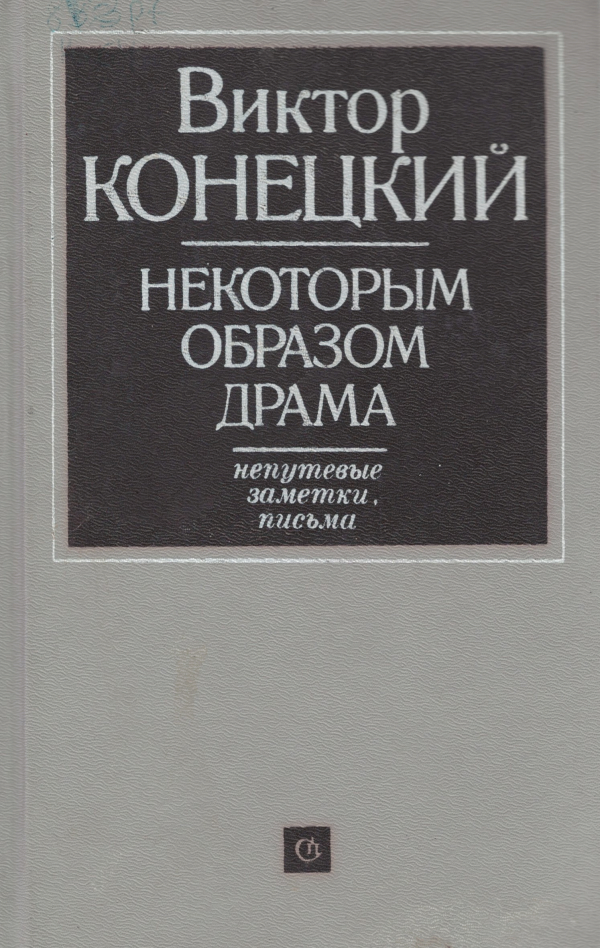 Виктор
КОНЕЦКИЙ
НЕКОТОРЫМ
ОБРАЗОМ
ДРАМА
непутевые
заметки,
письма